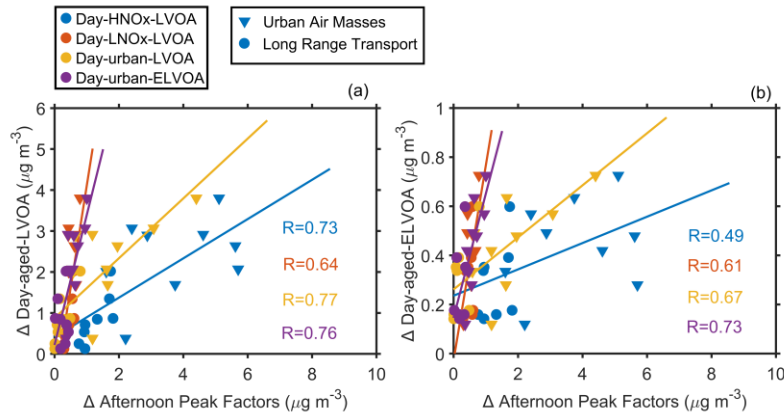 Day-HNOx-LVOA
Day-LNOx-LVOA
Day-urban-LVOA
Day-urban-ELVOA
Urban Air Masses
Long Range Transport
(a)
6
5
4
3
2
1
0
Δ Day-aged-LVOA (μg m⁻³)
R=0.73
R=0.64
R=0.77
R=0.76
0 2 4 6 8 10
Δ Afternoon Peak Factors (μg m⁻³)
(b)
1
0.8
0.6
0.4
0.2
0
Δ Day-aged-ELVOA (μg m⁻³)
R=0.49
R=0.61
R=0.67
R=0.73
0 2 4 6 8 10
Δ Afternoon Peak Factors (μg m⁻³)